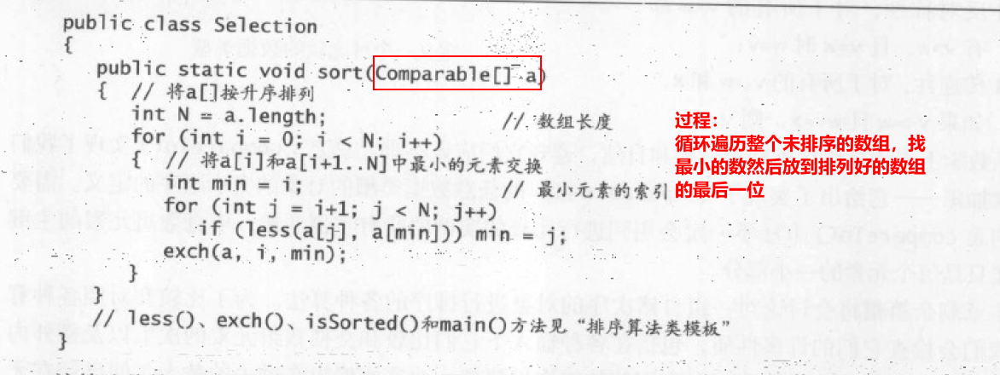 public class Selection
{
public static void sort(Comparable[] a)
{ // 将a[]按升序排列
int N = a.length; // 数组长度
for (int i = 0; i < N; i++)
{ // 将a[i]和a[i+1..N]中最小的元素交换
int min = i; // 最小元素的索引
for (int j = i+1; j < N; j++)
if (less(a[j], a[min])) min = j;
exch(a, i, min);
}
}
// less()、exch()、isSorted()和main()方法见“排序算法类模板”
}
过程：
循环遍历整个未排序的数组，找
最小的数然后放到排列好的数组
的最后一位